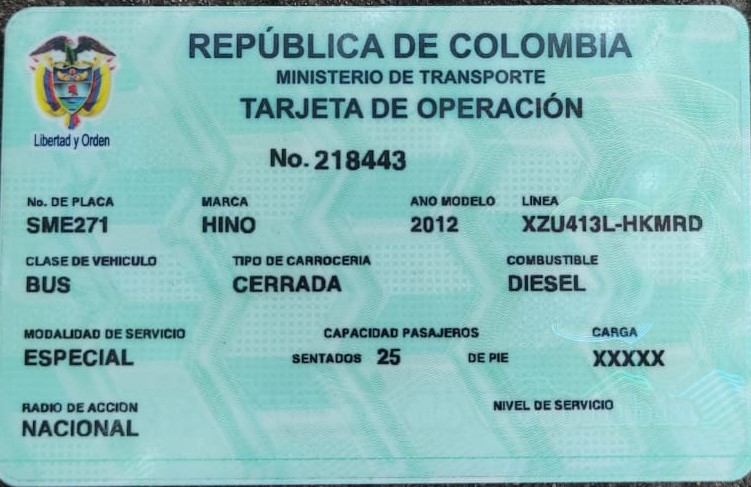 REPÚBLICA DE COLOMBIA
MINISTERIO DE TRANSPORTE
TARJETA DE OPERACIÓN
Libertad y Orden
No. 218443
No. DE PLACA MARCA AÑO MODELO LÍNEA
SME271 HINO 2012 XZU413L-HKMRD
CLASE DE VEHICULO TIPO DE CARROCERIA COMBUSTIBLE
BUS CERRADA DIESEL
MODALIDAD DE SERVICIO CAPACIDAD PASAJEROS CARGA
ESPECIAL SENTADOS 25 DE PIE XXXXX
RADIO DE ACCION NIVEL DE SERVICIO
NACIONAL